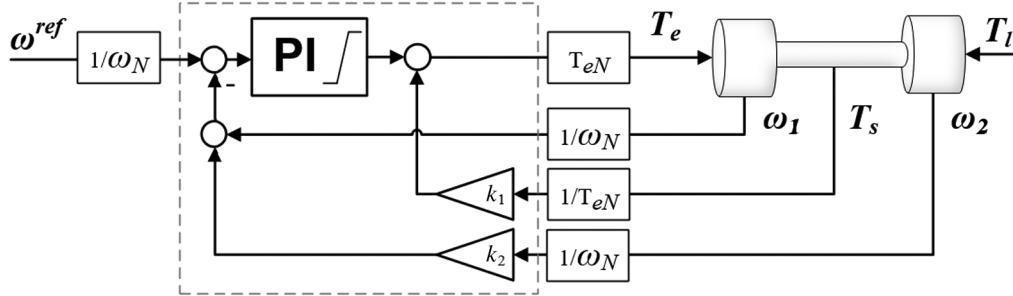 ω^ref
1/ω_N
-
PI
T_eN
T_e
T_l
1/ω_N
ω_1
T_s
ω_2
k_1
1/T_eN
k_2
1/ω_N